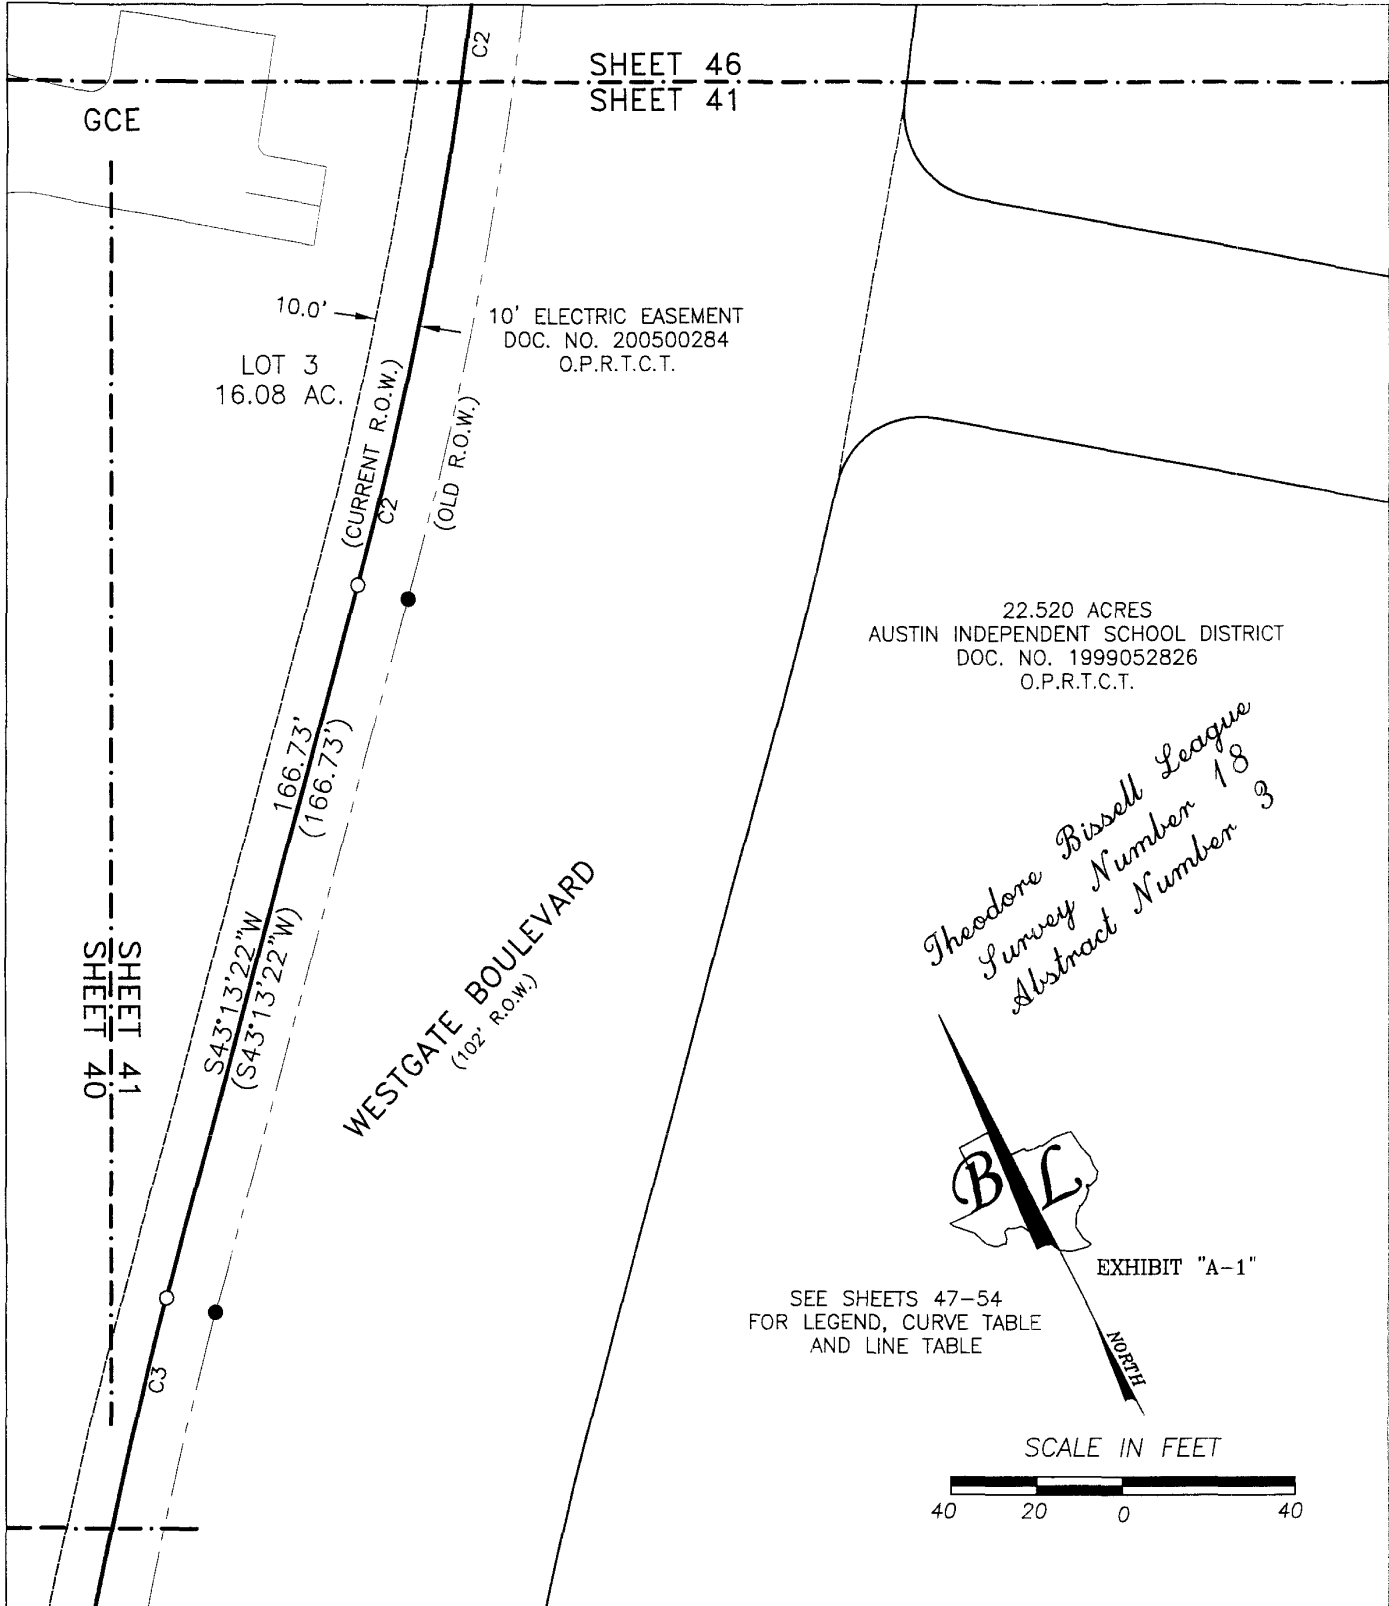 C2
SHEET 46
SHEET 41
GCE
10.0'
10' ELECTRIC EASEMENT
DOC. NO. 200500284
O.P.R.T.C.T.
LOT 3
16.08 AC.
(CURRENT R.O.W.)
C2
(OLD R.O.W.)
22.520 ACRES
AUSTIN INDEPENDENT SCHOOL DISTRICT
DOC. NO. 1999052826
O.P.R.T.C.T.
166.73'
(166.73')
Theodore Bissell League
Survey Number 18
Abstract Number 3
S43°13'22"W
(S43°13'22"W)
WESTGATE BOULEVARD
(102' R.O.W.)
SHEET 41
SHEET 40
B L
EXHIBIT "A-1"
SEE SHEETS 47-54
FOR LEGEND, CURVE TABLE
AND LINE TABLE
NORTH
C3
SCALE IN FEET
40 20 0 40